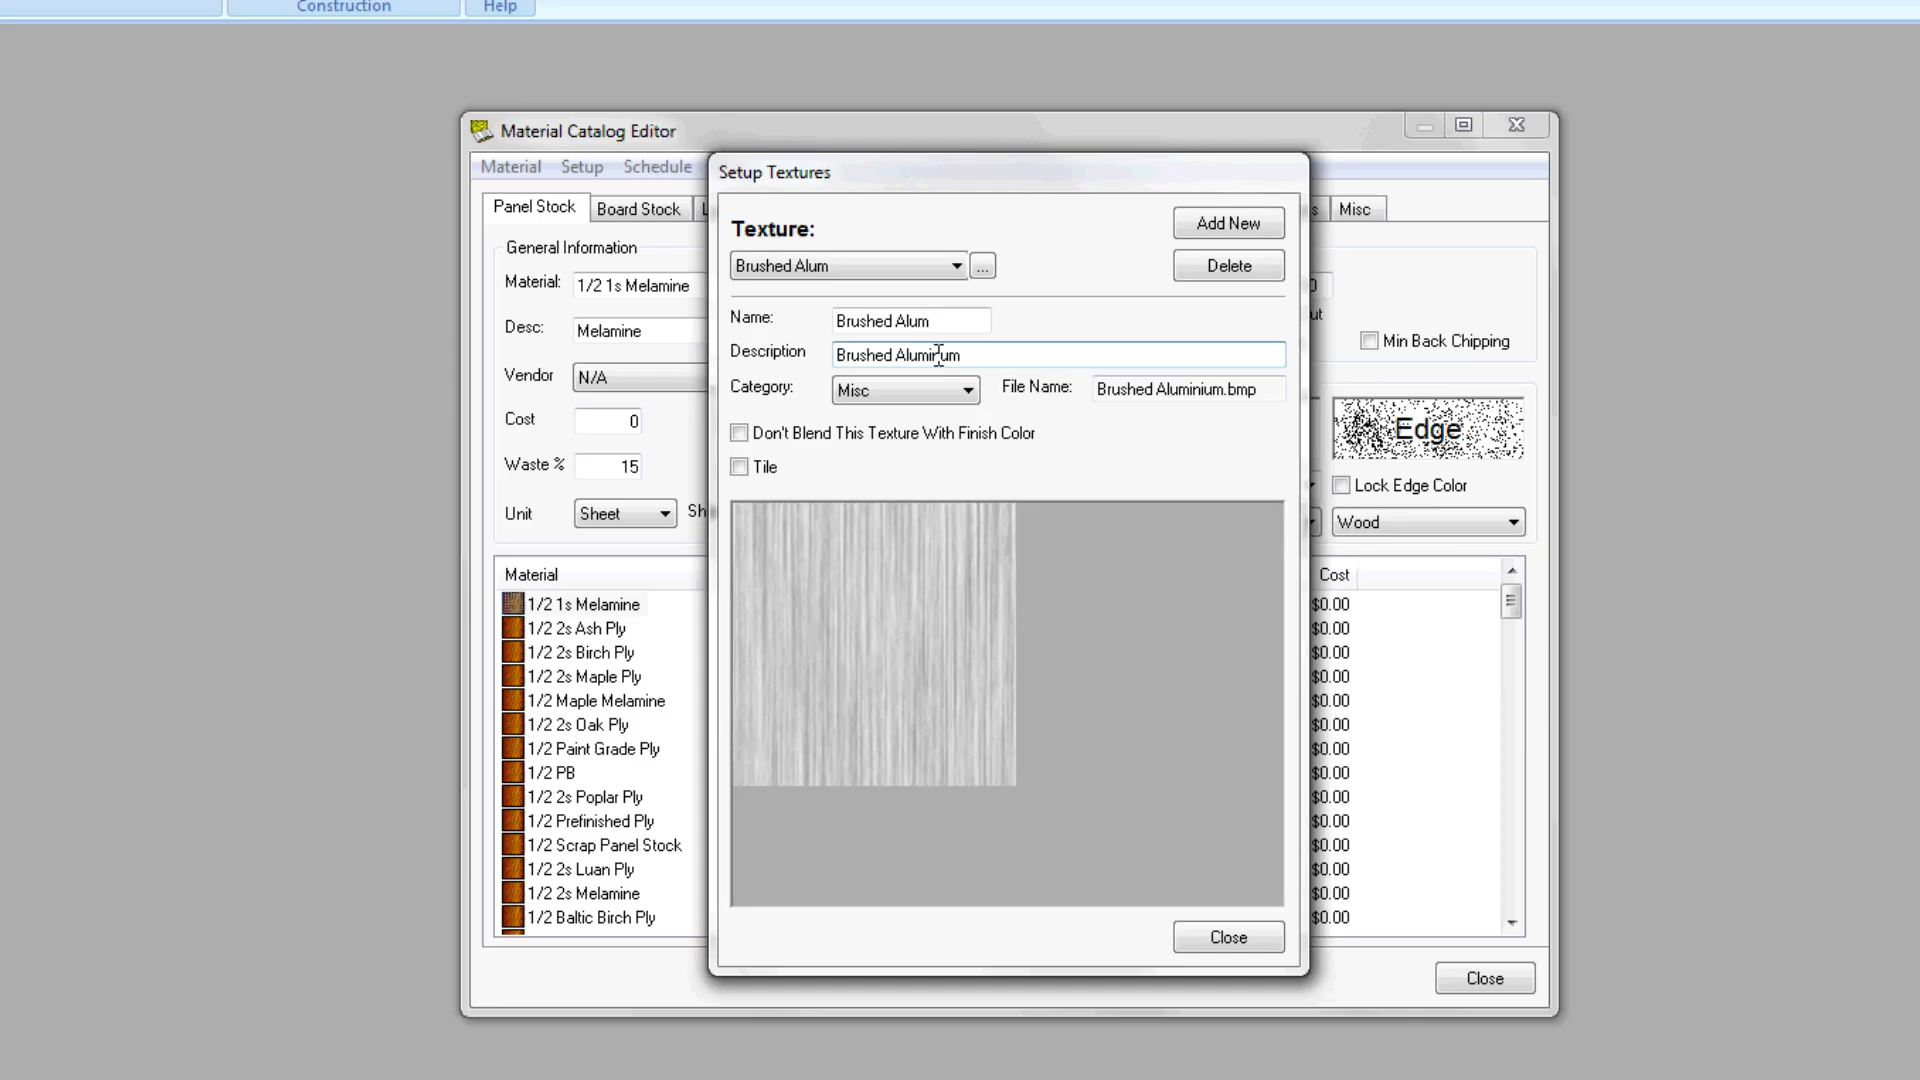 Construction
Help
Material Catalog Editor
Material Setup Schedule
Setup Textures
Panel Stock
Board Stock
Misc
General Information
Material: 1/2 1s Melamine
Desc: Melamine
Vendor N/A
Cost 0
Waste % 15
Unit Sheet Sh
Texture:
Add New
Brushed Alum ...
Delete
Name: Brushed Alum
Description Brushed Aluminum
Category: Misc File Name: Brushed Aluminium.bmp
Don't Blend This Texture With Finish Color
Tile
Min Back Chipping
Edge
Lock Edge Color
Wood
Material Cost
1/2 1s Melamine $0.00
1/2 2s Ash Ply $0.00
1/2 2s Birch Ply $0.00
1/2 2s Maple Ply $0.00
1/2 Maple Melamine $0.00
1/2 2s Oak Ply $0.00
1/2 Paint Grade Ply $0.00
1/2 PB $0.00
1/2 2s Poplar Ply $0.00
1/2 Prefinished Ply $0.00
1/2 Scrap Panel Stock $0.00
1/2 2s Luan Ply $0.00
1/2 2s Melamine $0.00
1/2 Baltic Birch Ply $0.00
Close
Close